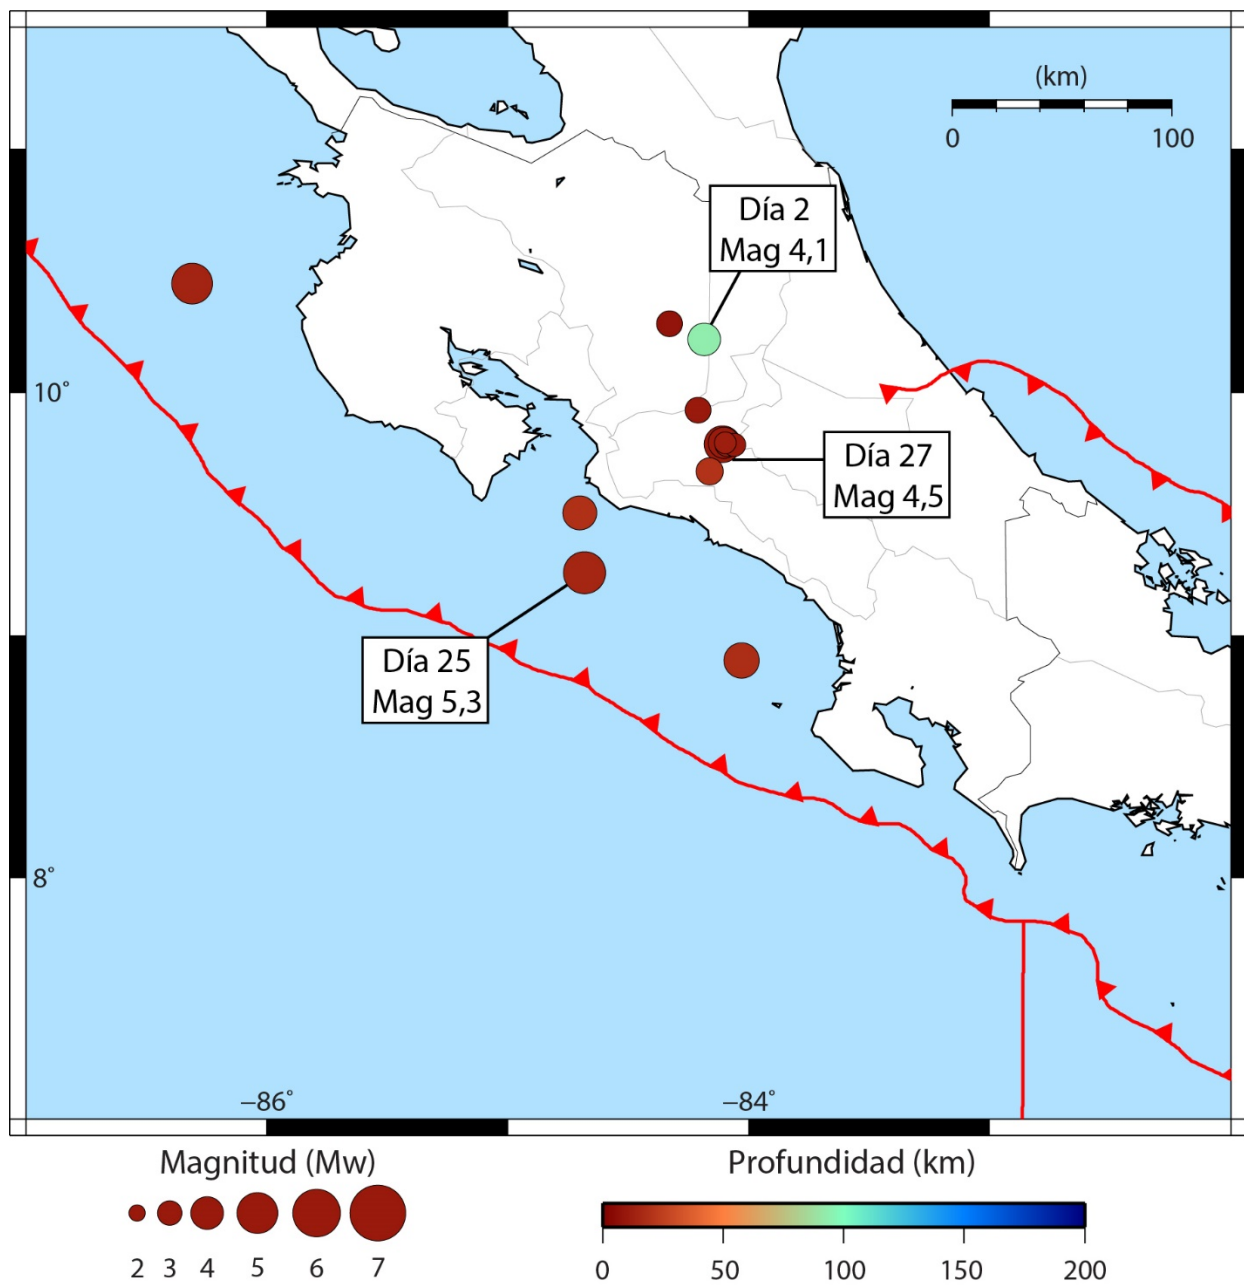 (km)
0 100
Día 2
Mag 4,1
10°
Día 27
Mag 4,5
Día 25
Mag 5,3
8°
−86° −84°
Magnitud (Mw)
2 3 4 5 6 7
Profundidad (km)
0 50 100 150 200